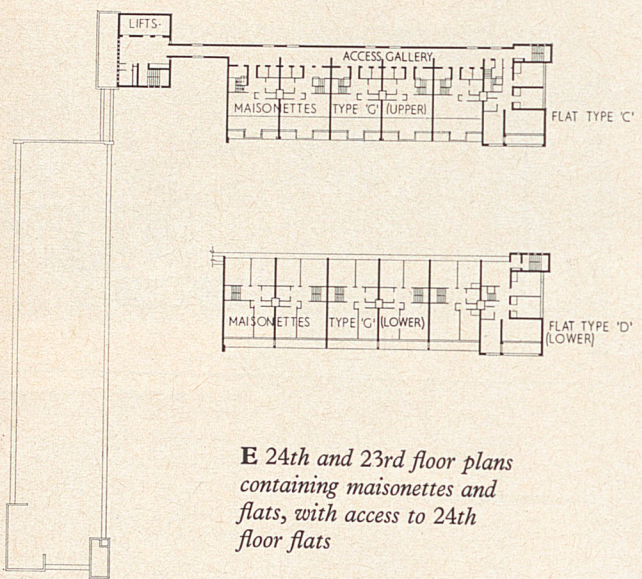 LIFTS
ACCESS GALLERY
MAISONETTES TYPE 'G' (UPPER)
FLAT TYPE 'C'
MAISONETTES TYPE 'G' (LOWER)
FLAT TYPE 'D'
(LOWER)
E 24th and 23rd floor plans
containing maisonettes and
flats, with access to 24th
floor flats